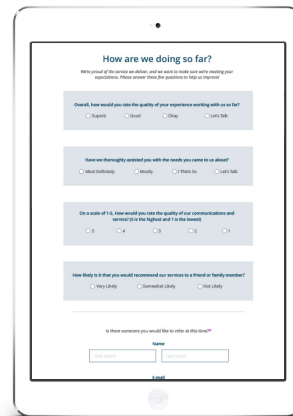 How are we doing so far?
We're proud of the service we deliver, and we want to make sure we're meeting your
expectations. Please answer these five questions to help us improve!
Overall, how would you rate the quality of your experience working with us so far?
Superb Good Okay Let's Talk
Have we thoroughly assisted you with the needs you came to us about?
Most Definitely Mostly I Think So Let's Talk
On a scale of 1-5, How would you rate the quality of our communications and
service? (5 is the highest and 1 is the lowest)
5 4 3 2 1
How likely is it that you would recommend our services to a friend or family member?
Very Likely Somewhat Likely Not Likely
Is there someone you would like to refer at this time?*
Name
First Name Last Name
E-mail